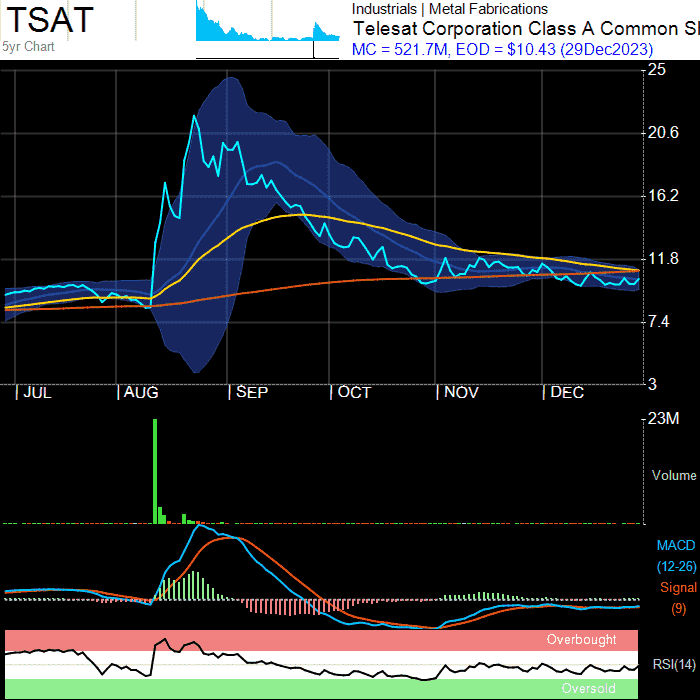 TSAT
5yr Chart
Industrials | Metal Fabrications
Telesat Corporation Class A Common S
MC = 521.7M, EOD = $10.43 (29Dec2023)
25
20.6
16.2
11.8
7.4
3
JUL AUG SEP OCT NOV DEC
23M
Volume
MACD
(12-26)
Signal
(9)
Overbought
RSI(14)
Oversold